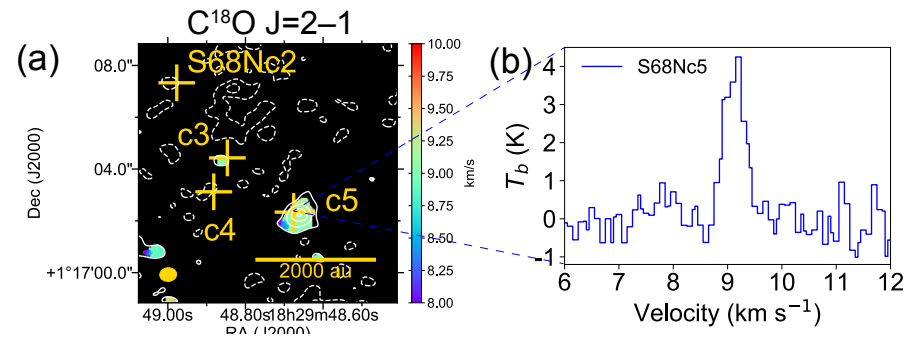 C¹⁸O J=2–1
(a)
S68Nc2
c3
c4
c5
2000 au
08.0"
04.0"
+1°17'00.0"
Dec (J2000)
49.00s
48.80s
18h29m48.60s
RA (J2000)
10.00
9.75
9.50
9.25
9.00
8.75
8.50
8.25
8.00
km/s
(b)
S68Nc5
4
3
2
1
0
-1
T_b (K)
6
7
8
9
10
11
12
Velocity (km s⁻¹)